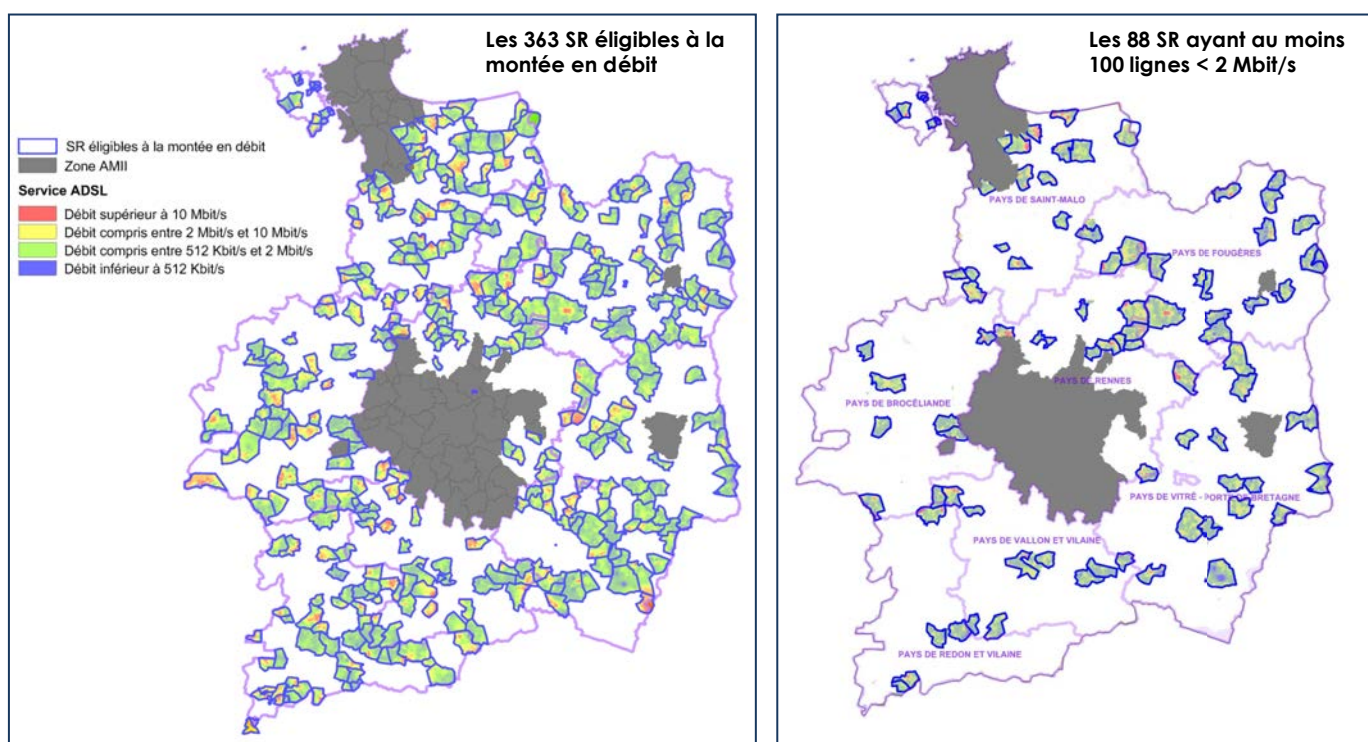 Les 363 SR éligibles à la
montée en débit
SR éligibles à la montée en débit
Zone AMII
Service ADSL
Débit supérieur à 10 Mbit/s
Débit compris entre 2 Mbit/s et 10 Mbit/s
Débit compris entre 512 Kbit/s et 2 Mbit/s
Débit inférieur à 512 Kbit/s
Les 88 SR ayant au moins
100 lignes < 2 Mbit/s
PAYS DE SAINT-MALO
PAYS DE FOUGÈRES
PAYS DE RENNES
PAYS DE BROCÉLIANDE
PAYS DE VITRÉ - PORTE DE BRETAGNE
PAYS DE VALLON ET VILAINE
PAYS DE REDON ET VILAINE